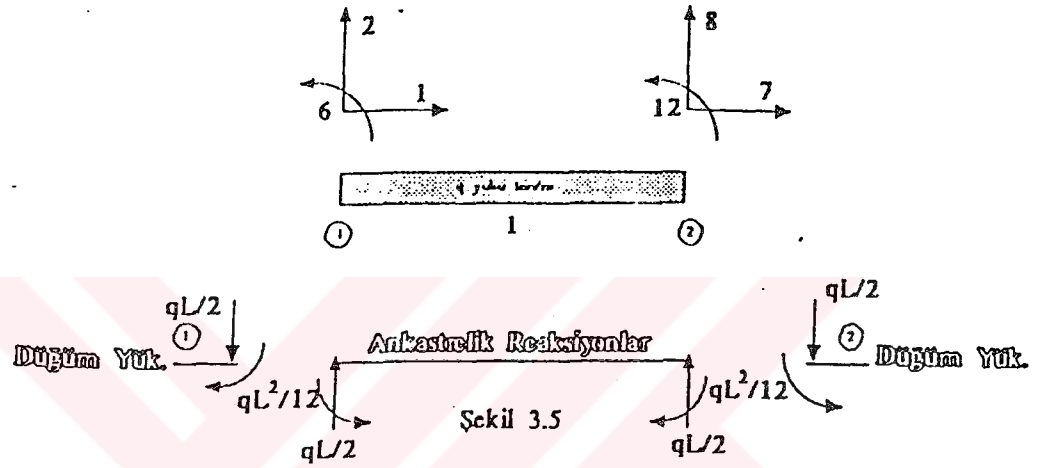 2 8
1 7
6 12
q
1
1 2
qL/2 qL/2
1 2
Düğüm Yük. Ankastrelik Reaksiyonlar Düğüm Yük.
qL²/12 qL²/12
Şekil 3.5
qL/2 qL/2